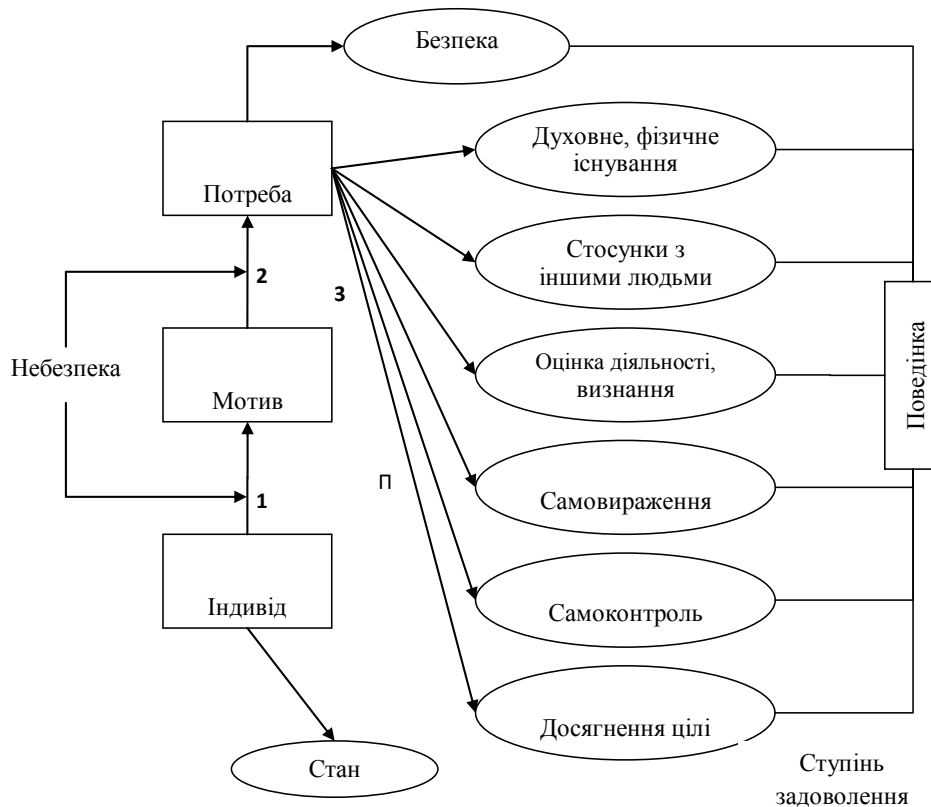 Безпека
Духовне, фізичне
існування
Потреба
Стосунки з
іншими людьми
2
3
Небезпека
Оцінка діяльності,
визнання
Мотив
Поведінка
П
Самовираження
1
Індивід
Самоконтроль
Досягнення цілі
Стан
Ступінь
задоволення